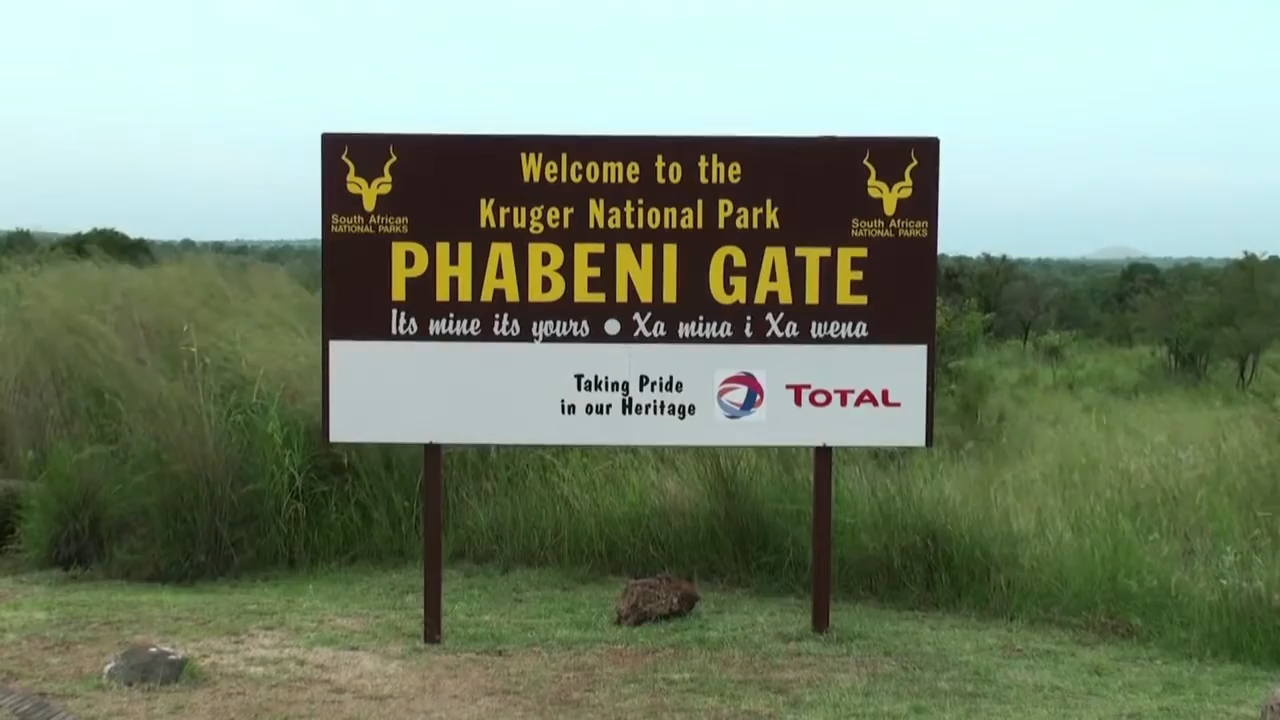 Welcome to the
Kruger National Park
South African
NATIONAL PARKS
South African
NATIONAL PARKS
PHABENI GATE
Its mine its yours ● Xa mina i Xa wena
Taking Pride
in our Heritage
TOTAL